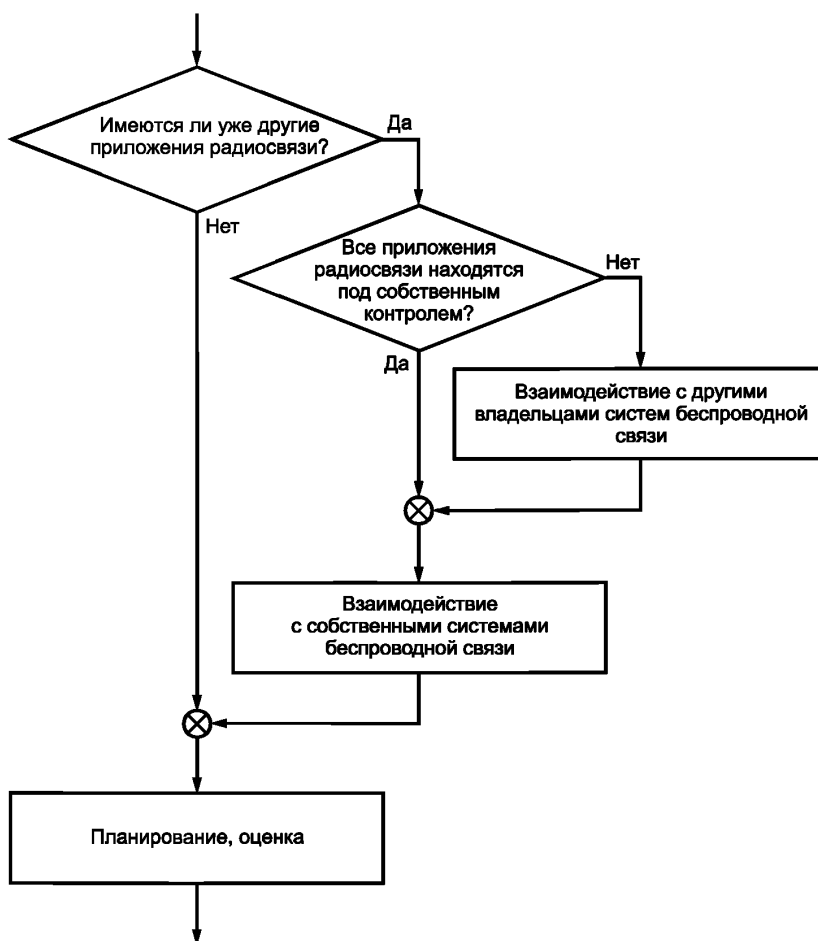 Имеются ли уже другие
приложения радиосвязи?
Да
Нет
Все приложения
радиосвязи находятся
под собственным
контролем?
Нет
Да
Взаимодействие с другими
владельцами систем беспроводной
связи
Взаимодействие
с собственными системами
беспроводной связи
Планирование, оценка